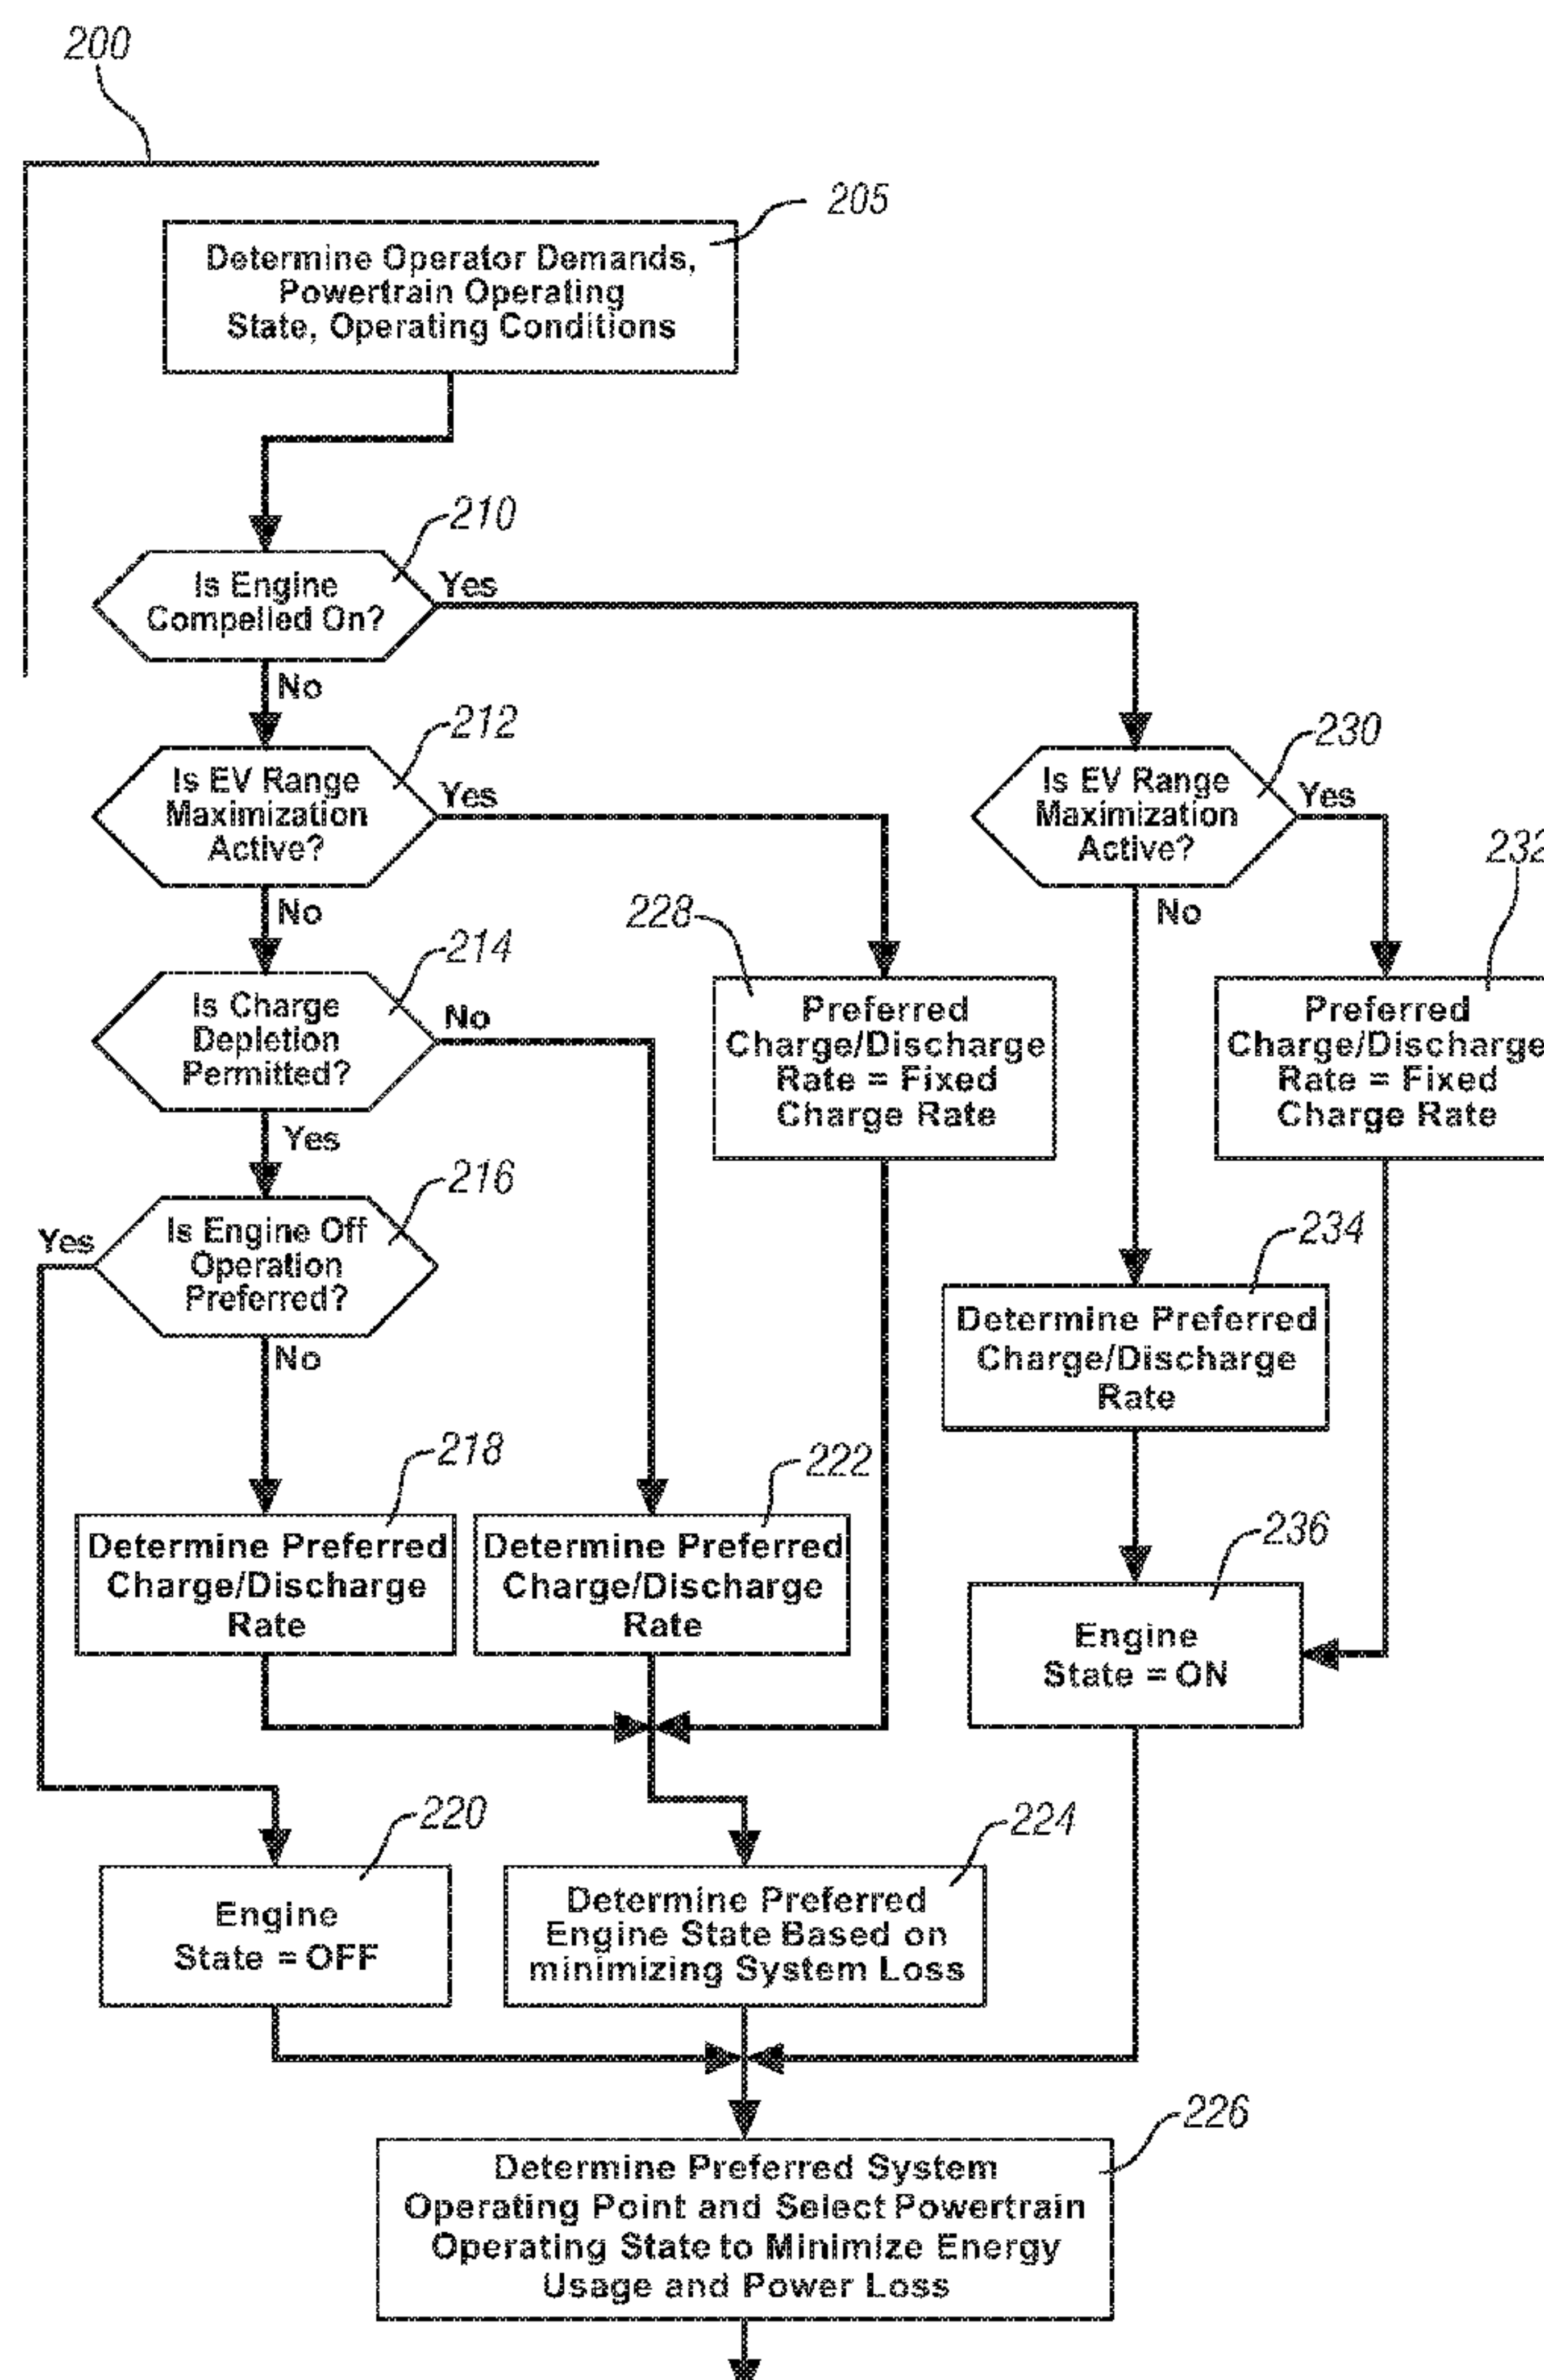 200
205
Determine Operator Demands,
Powertrain Operating
State, Operating Conditions
210
Is Engine
Compelled On?
Yes
No
212
Is EV Range
Maximization
Active?
Yes
No
230
Is EV Range
Maximization
Active?
Yes
No
232
214
Is Charge
Depletion
Permitted?
No
Yes
228
Preferred
Charge/Discharge
Rate = Fixed
Charge Rate
Preferred
Charge/Discharge
Rate = Fixed
Charge Rate
216
Yes
Is Engine Off
Operation
Preferred?
No
234
Determine Preferred
Charge/Discharge
Rate
218
Determine Preferred
Charge/Discharge
Rate
222
Determine Preferred
Charge/Discharge
Rate
236
Engine
State = ON
220
Engine
State = OFF
224
Determine Preferred
Engine State Based on
minimizing System Loss
226
Determine Preferred System
Operating Point and Select Powertrain
Operating State to Minimize Energy
Usage and Power Loss